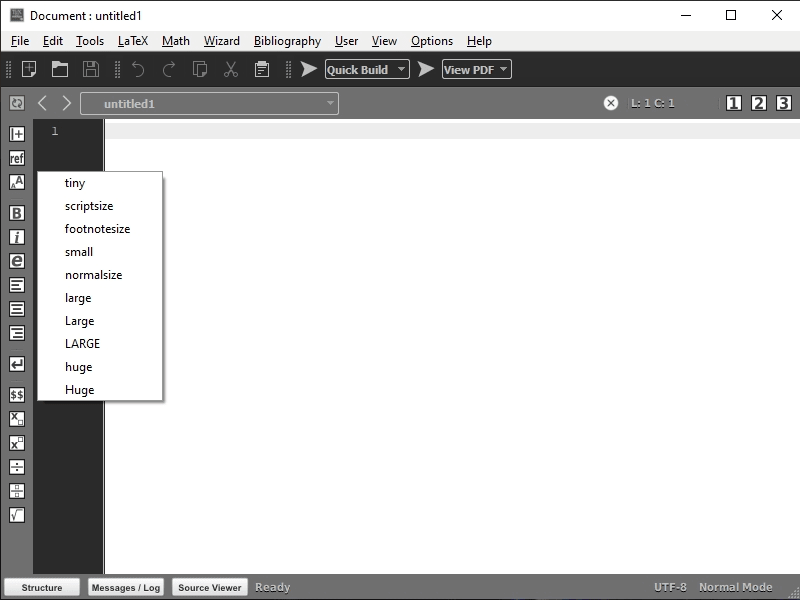 Document : untitled1
File Edit Tools LaTeX Math Wizard Bibliography User View Options Help
Quick Build View PDF
untitled1 L: 1 C: 1 1 2 3
1
ref
A A
tiny
scriptsize
footnotesize
small
normalsize
large
Large
LARGE
huge
Huge
B
i
e
$$
x
x
Structure Messages / Log Source Viewer Ready UTF-8 Normal Mode